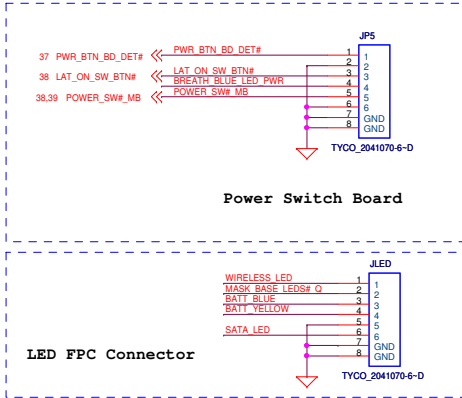 JP5
37 PWR_BTN_BD_DET# PWR_BTN_BD_DET# 1 1
2 2
38 LAT_ON_SW_BTN# LAT_ON_SW_BTN# 3 3
BREATH_BLUE_LED_PWR 4 4
38,39 POWER_SW#_MB POWER_SW#_MB 5 5
6 6
7 GND
8 GND
TYCO_2041070-6~D
Power Switch Board
JLED
WIRELESS_LED 1 1
MASK_BASE_LEDS#_Q 2 2
BATT_BLUE 3 3
BATT_YELLOW 4 4
5 5
SATA_LED 6 6
7 GND
8 GND
LED FPC Connector
TYCO_2041070-6~D